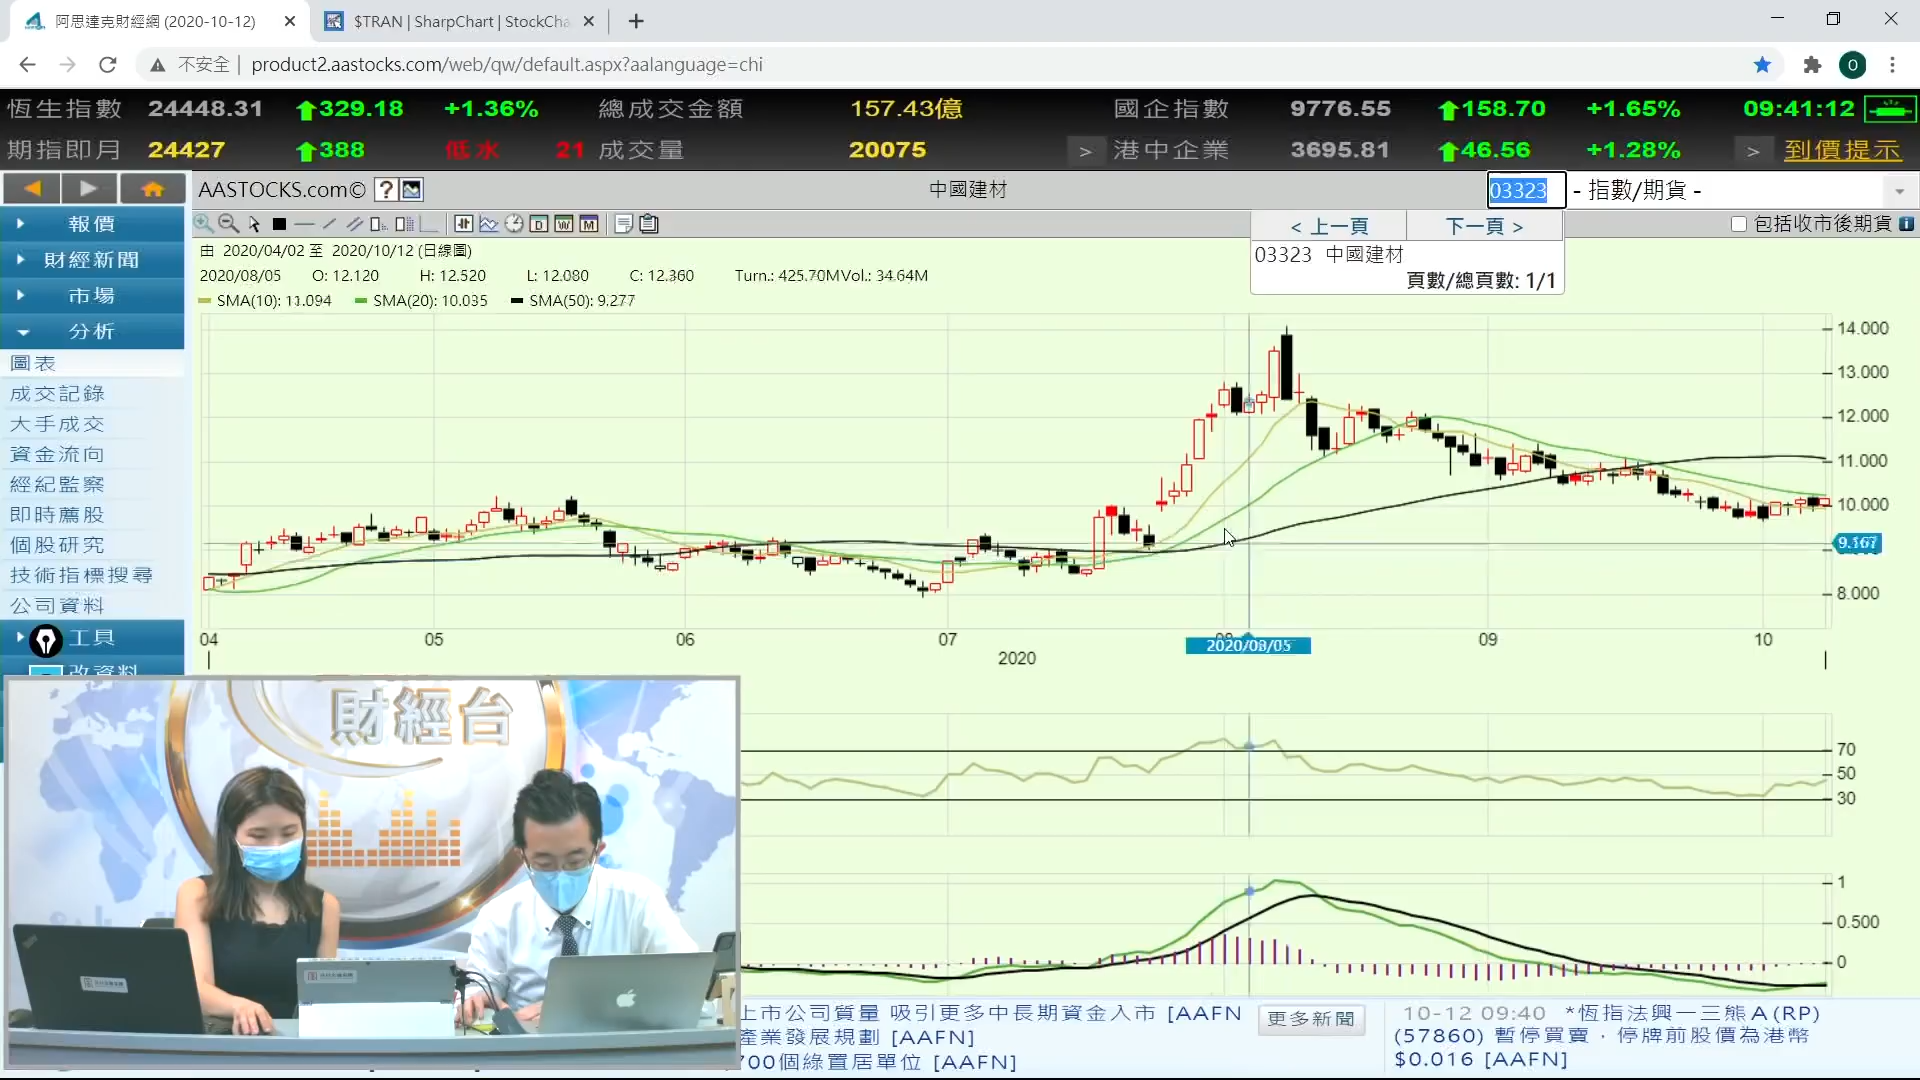 阿思達克財經網 (2020-10-12)
$TRAN | SharpChart | StockCha
不安全 | product2.aastocks.com/web/qw/default.aspx?aalanguage=chi
恆生指數 24448.31 329.18 +1.36% 總成交金額 157.43億 國企指數 9776.55 158.70 +1.65% 09:41:12
期指即月 24427 388 低水 21 成交量 20075 > 港中企業 3695.81 46.56 +1.28% > 到價提示
AASTOCKS.com© ? 中國建材 03323 - 指數/期貨 -
< 上一頁 下一頁 > 包括收市後期貨
03323 中國建材
頁數/總頁數: 1/1
報價
財經新聞
市場
分析
圖表
成交記錄
大手成交
資金流向
經紀監察
即時薦股
個股研究
技術指標搜尋
公司資料
工具
改資料
由 2020/04/02 至 2020/10/12 (日線圖)
2020/08/05 O: 12.120 H: 12.520 L: 12.080 C: 12.360 Turn.: 425.70MVol.: 34.64M
SMA(10): 11.094 SMA(20): 10.035 SMA(50): 9.277
14.000
13.000
12.000
11.000
10.000
9.167
8.000
04 05 06 07 08 09 10
2020/08/05
2020
70
50
30
1
0.500
0
財經台
上市公司質量 吸引更多中長期資金入市 [AAFN
產業發展規劃 [AAFN]
700個綠置居單位 [AAFN]
更多新聞
10-12 09:40 *恆指法興一三熊A(RP)
(57860) 暫停買賣，停牌前股價為港幣
$0.016 [AAFN]